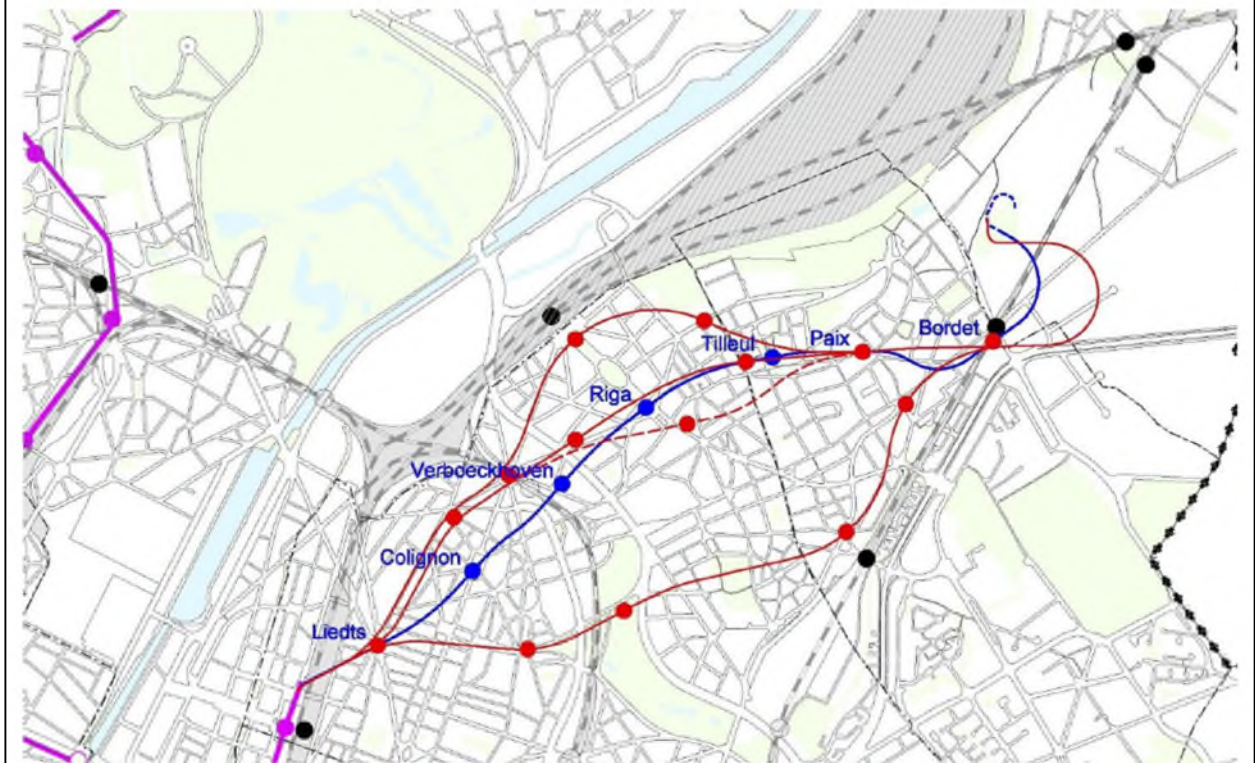 Bordet
Paix
Tilleul
Riga
Verboeckhoven
Colignon
Liedts